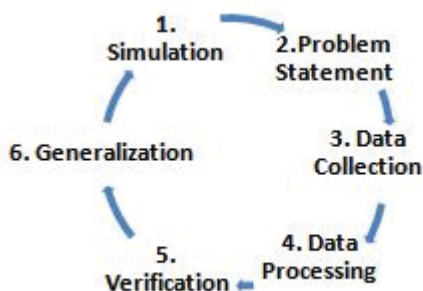 1.
Simulation
2.Problem
Statement
3. Data
Collection
4. Data
Processing
5.
Verification
6. Generalization